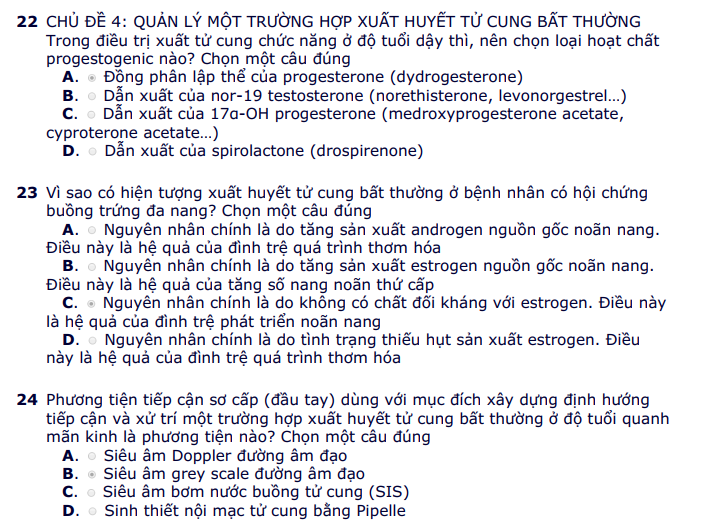 22 CHỦ ĐỀ 4: QUẢN LÝ MỘT TRƯỜNG HỢP XUẤT HUYẾT TỬ CUNG BẤT THƯỜNG
Trong điều trị xuất tử cung chức năng ở độ tuổi dậy thì, nên chọn loại hoạt chất
progestogenic nào? Chọn một câu đúng
A. Đồng phân lập thể của progesterone (dydrogesterone)
B. Dẫn xuất của nor-19 testosterone (norethisterone, levonorgestrel...)
C. Dẫn xuất của 17α-OH progesterone (medroxyprogesterone acetate,
cyproterone acetate...)
D. Dẫn xuất của spirolactone (drospirenone)
23 Vì sao có hiện tượng xuất huyết tử cung bất thường ở bệnh nhân có hội chứng
buồng trứng đa nang? Chọn một câu đúng
A. Nguyên nhân chính là do tăng sản xuất androgen nguồn gốc noãn nang.
Điều này là hệ quả của đình trệ quá trình thơm hóa
B. Nguyên nhân chính là do tăng sản xuất estrogen nguồn gốc noãn nang.
Điều này là hệ quả của tăng số nang noãn thứ cấp
C. Nguyên nhân chính là do không có chất đối kháng với estrogen. Điều này
là hệ quả của đình trệ phát triển noãn nang
D. Nguyên nhân chính là do tình trạng thiếu hụt sản xuất estrogen. Điều
này là hệ quả của đình trệ quá trình thơm hóa
24 Phương tiện tiếp cận sơ cấp (đầu tay) dùng với mục đích xây dựng định hướng
tiếp cận và xử trí một trường hợp xuất huyết tử cung bất thường ở độ tuổi quanh
mãn kinh là phương tiện nào? Chọn một câu đúng
A. Siêu âm Doppler đường âm đạo
B. Siêu âm grey scale đường âm đạo
C. Siêu âm bơm nước buồng tử cung (SIS)
D. Sinh thiết nội mạc tử cung bằng Pipelle